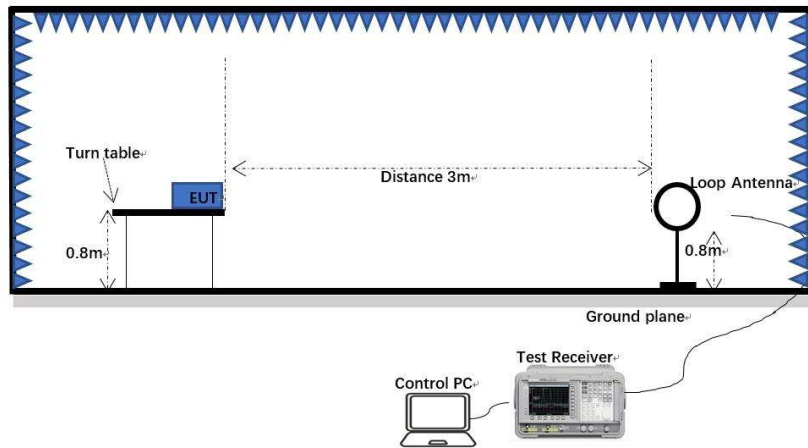 Turn table
EUT
Distance 3m
Loop Antenna
0.8m
0.8m
Ground plane
Test Receiver
Control PC